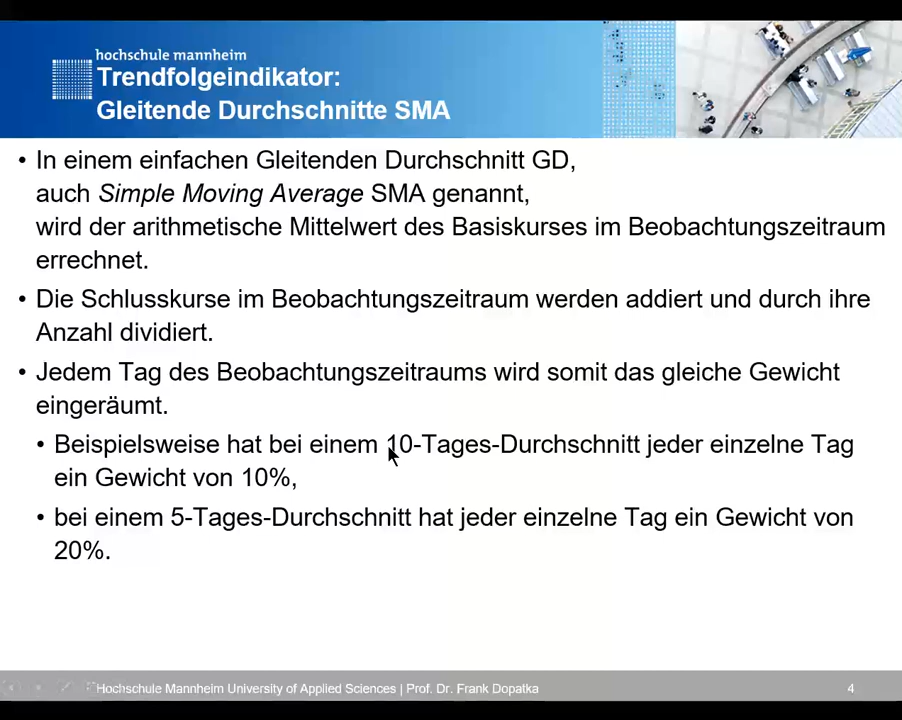 hochschule mannheim
Trendfolgeindikator:
Gleitende Durchschnitte SMA
• In einem einfachen Gleitenden Durchschnitt GD,
auch Simple Moving Average SMA genannt,
wird der arithmetische Mittelwert des Basiskurses im Beobachtungszeitraum
errechnet.
• Die Schlusskurse im Beobachtungszeitraum werden addiert und durch ihre
Anzahl dividiert.
• Jedem Tag des Beobachtungszeitraums wird somit das gleiche Gewicht
eingeräumt.
• Beispielsweise hat bei einem 10-Tages-Durchschnitt jeder einzelne Tag
ein Gewicht von 10%,
• bei einem 5-Tages-Durchschnitt hat jeder einzelne Tag ein Gewicht von
20%.
Hochschule Mannheim University of Applied Sciences | Prof. Dr. Frank Dopatka 4